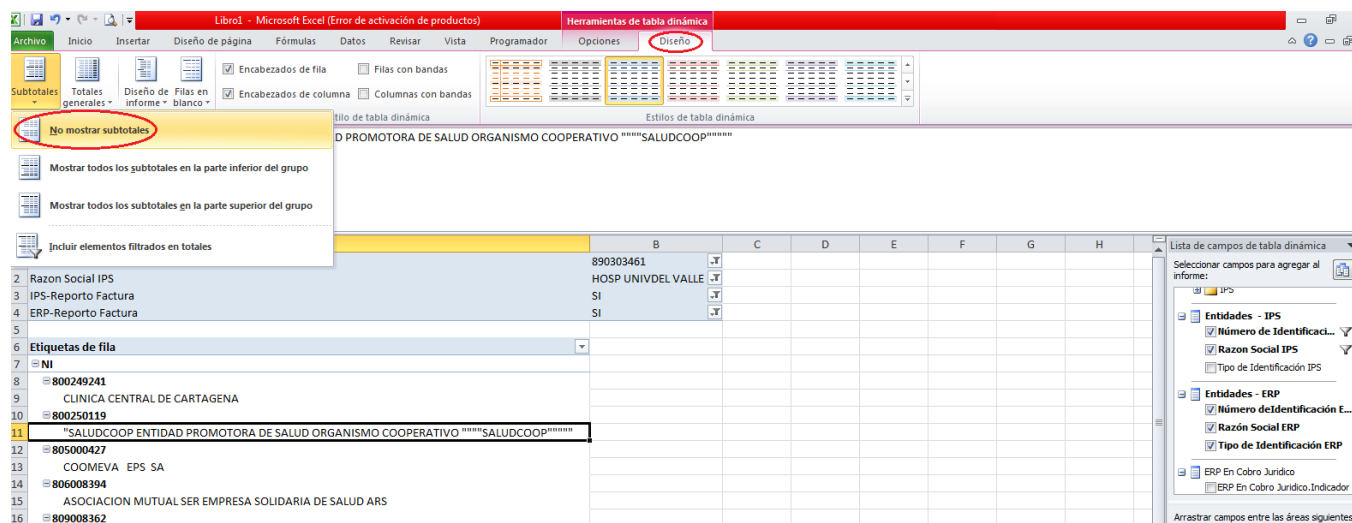 Libro1 - Microsoft Excel (Error de activación de productos)
Herramientas de tabla dinámica
Archivo Inicio Insertar Diseño de página Fórmulas Datos Revisar Vista Programador Opciones Diseño
Subtotales
Totales generales
Diseño de informe
Filas en blanco
Encabezados de fila Filas con bandas
Encabezados de columna Columnas con bandas
tilo de tabla dinámica Estilos de tabla dinámica
No mostrar subtotales
Mostrar todos los subtotales en la parte inferior del grupo
Mostrar todos los subtotales en la parte superior del grupo
Incluir elementos filtrados en totales
D PROMOTORA DE SALUD ORGANISMO COOPERATIVO """"SALUDCOOP"""""
B C D E F G H
890303461
2 Razon Social IPS HOSP UNIVDEL VALLE
3 IPS-Reporto Factura SI
4 ERP-Reporto Factura SI
5
6 Etiquetas de fila
7 NI
8 800249241
9 CLINICA CENTRAL DE CARTAGENA
10 800250119
11 "SALUDCOOP ENTIDAD PROMOTORA DE SALUD ORGANISMO COOPERATIVO """"SALUDCOOP"""""
12 805000427
13 COOMEVA EPS SA
14 806008394
15 ASOCIACION MUTUAL SER EMPRESA SOLIDARIA DE SALUD ARS
16 809008362
Lista de campos de tabla dinámica
Seleccionar campos para agregar al
informe:
IPS
Entidades - IPS
Número de Identificaci...
Razon Social IPS
Tipo de Identificación IPS
Entidades - ERP
Número deIdentificación E...
Razón Social ERP
Tipo de Identificación ERP
ERP En Cobro Juridico
ERP En Cobro Juridico.Indicador
Arrastrar campos entre las áreas siguientes